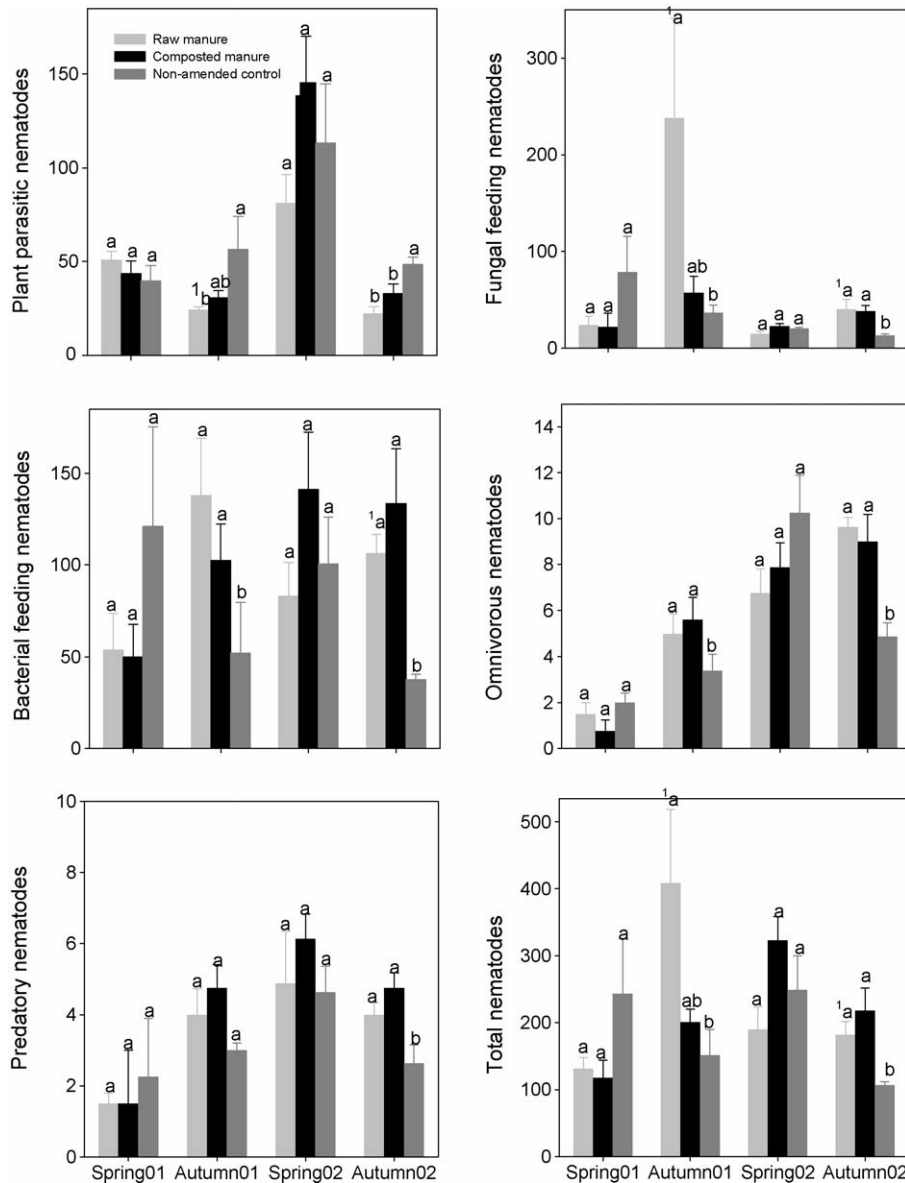 Plant parasitic nematodes
150
100
50
0
Raw manure
Composted manure
Non-amended control
a a a
1b ab a
a a a
b b a
Fungal feeding nematodes
300
200
100
0
a a a
1a ab b
a a a
1a a b
Bacterial feeding nematodes
150
100
50
0
a a a
a a b
a a a
1a a b
Omnivorous nematodes
14
12
10
8
6
4
2
0
a a a
a a b
a a a
a a b
Predatory nematodes
10
8
6
4
2
0
a a a
a a a
a a a
a a b
Spring01 Autumn01 Spring02 Autumn02
Total nematodes
500
400
300
200
100
0
a a a
1a ab b
a a a
1a a b
Spring01 Autumn01 Spring02 Autumn02